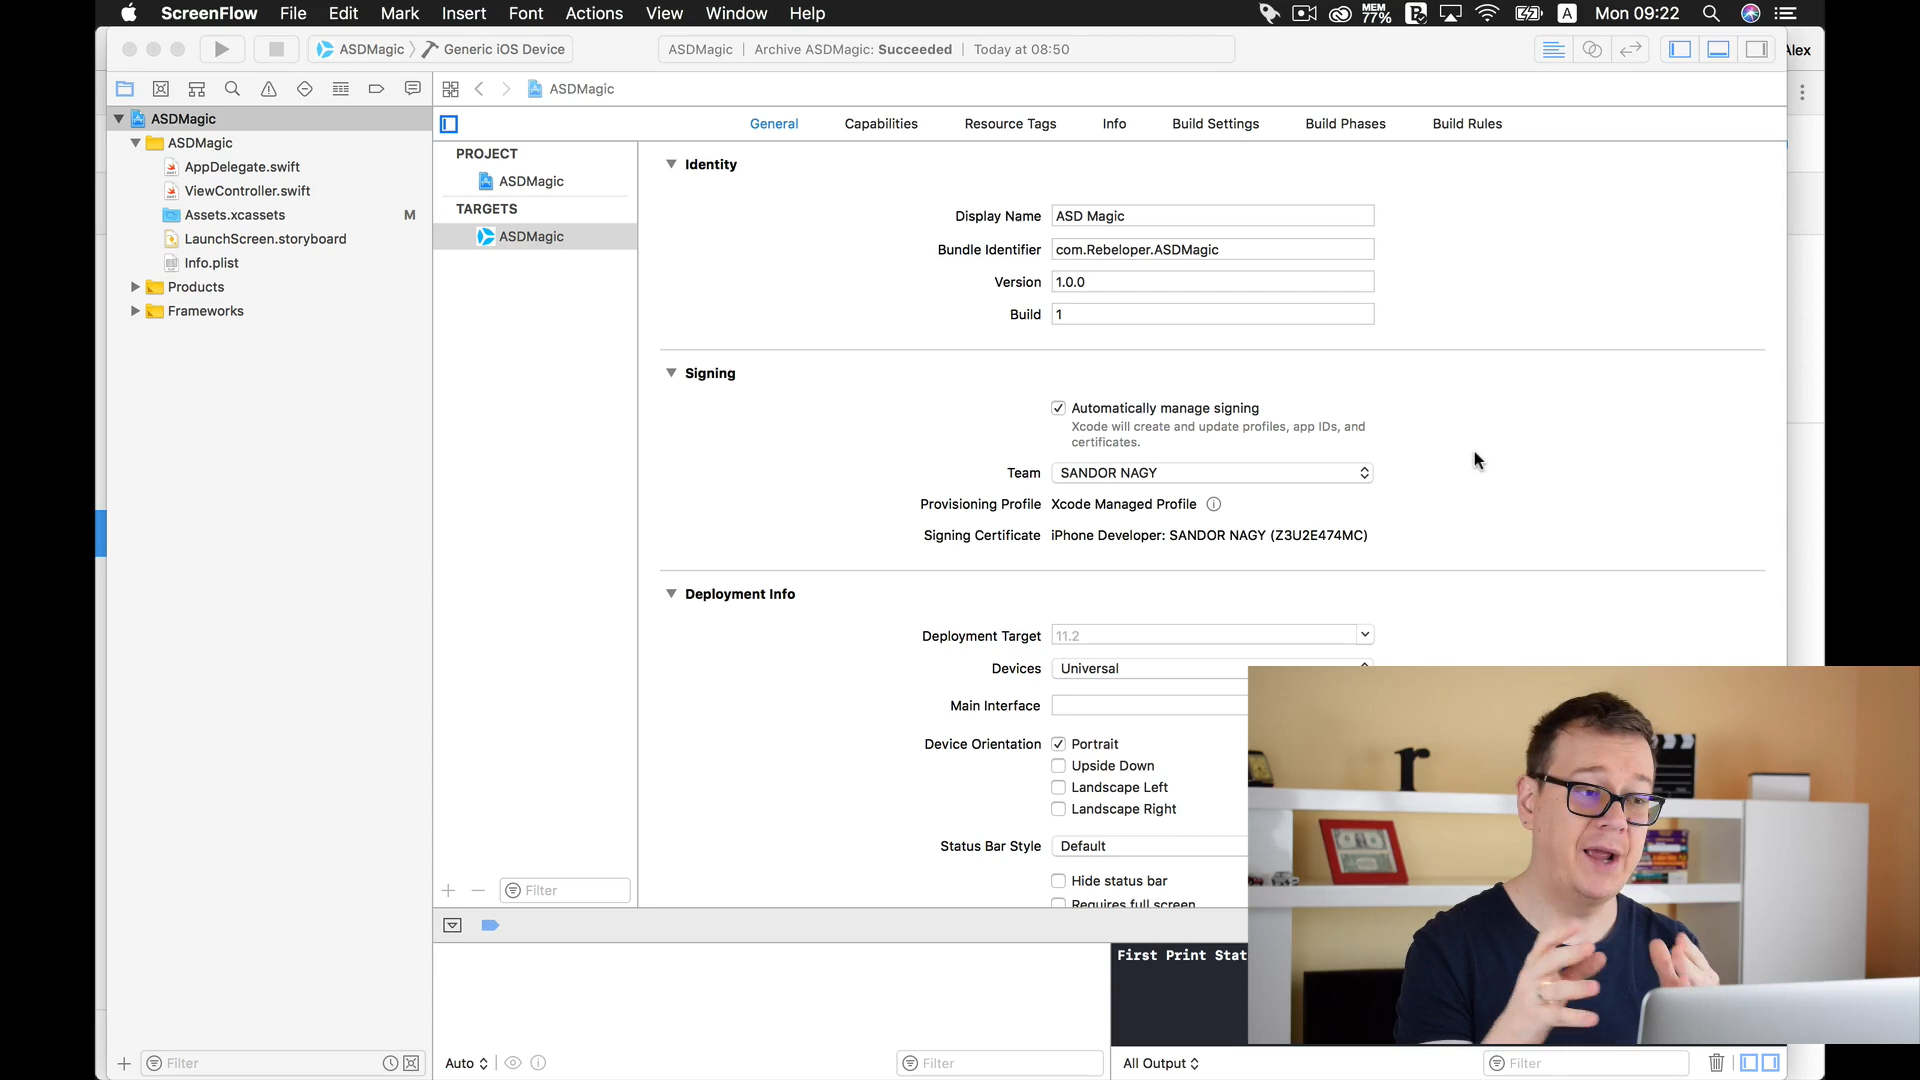 ScreenFlow File Edit Mark Insert Font Actions View Window Help MEM 77% A Mon 09:22
ASDMagic Generic iOS Device ASDMagic | Archive ASDMagic: Succeeded | Today at 08:50 Alex
ASDMagic
ASDMagic
General Capabilities Resource Tags Info Build Settings Build Phases Build Rules
ASDMagic
AppDelegate.swift
ViewController.swift
Assets.xcassets M
LaunchScreen.storyboard
Info.plist
Products
Frameworks
PROJECT
ASDMagic
TARGETS
ASDMagic
Identity
Display Name ASD Magic
Bundle Identifier com.Rebeloper.ASDMagic
Version 1.0.0
Build 1
Signing
Automatically manage signing
Xcode will create and update profiles, app IDs, and
certificates.
Team SANDOR NAGY
Provisioning Profile Xcode Managed Profile
Signing Certificate iPhone Developer: SANDOR NAGY (Z3U2E474MC)
Deployment Info
Deployment Target 11.2
Devices Universal
Main Interface
Device Orientation Portrait
Upside Down
Landscape Left
Landscape Right
Status Bar Style Default
Hide status bar
Requires full screen
Filter
First Print Stat
Filter Auto Filter All Output Filter